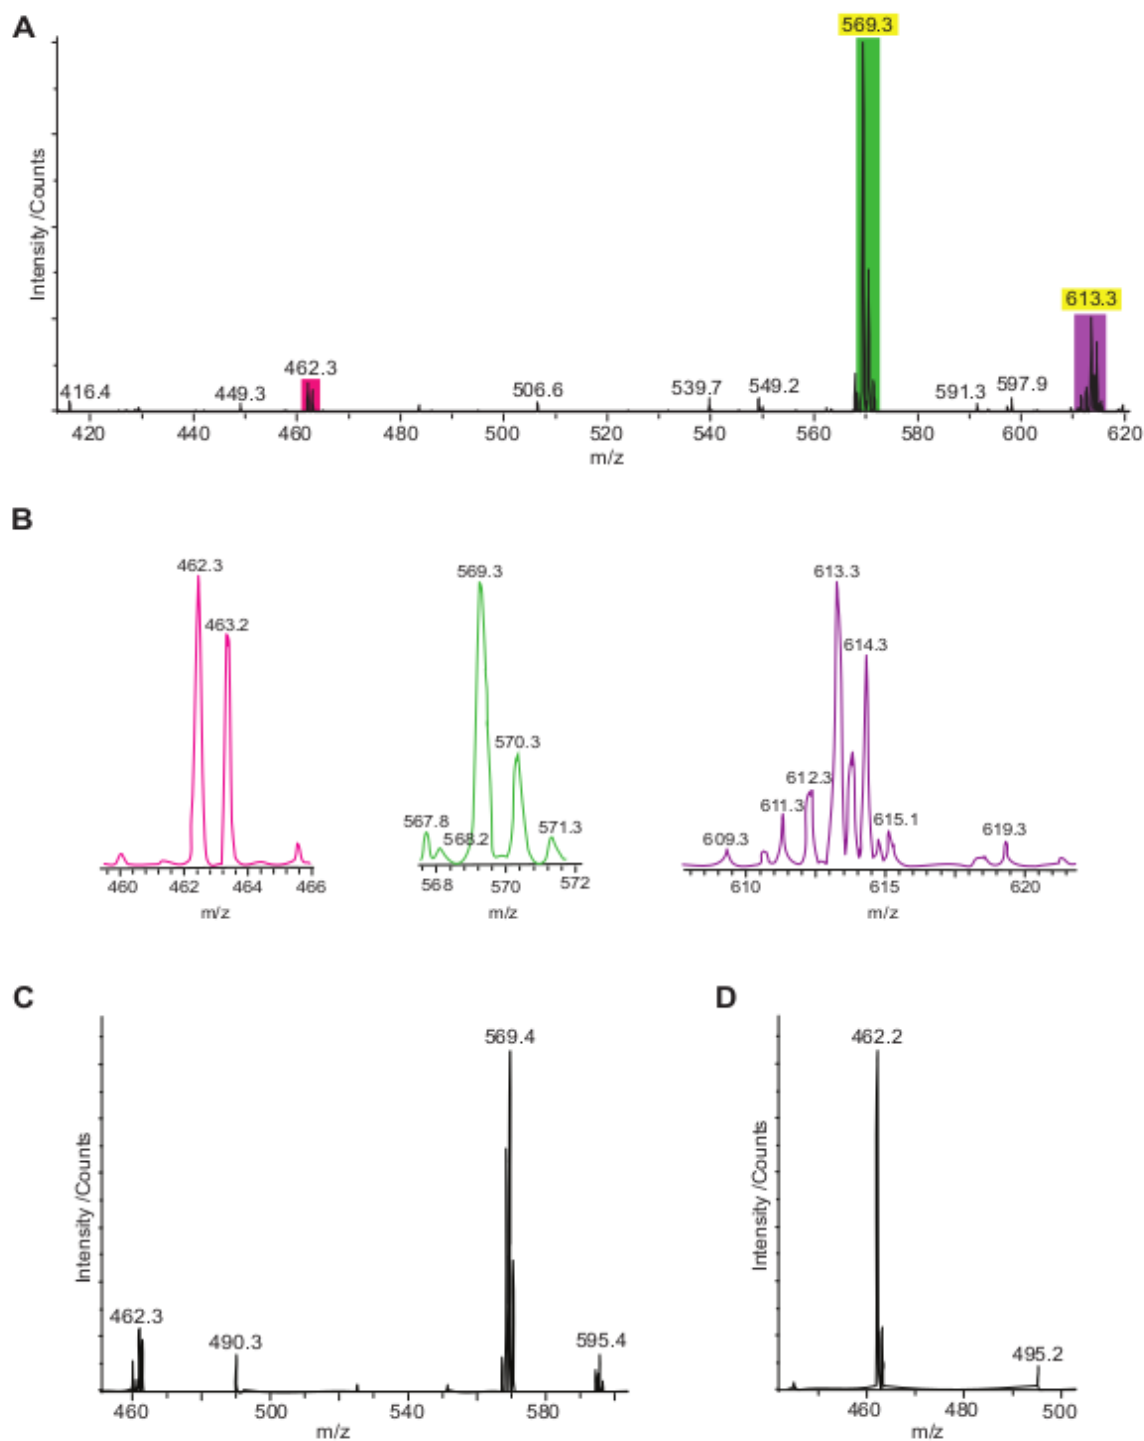 A
569.3
613.3
462.3
416.4
449.3
506.6
539.7
549.2
591.3
597.9
Intensity /Counts
420 440 460 480 500 520 540 560 580 600 620
m/z
B
462.3
463.2
569.3
570.3
567.8
568.2
571.3
613.3
614.3
612.3
611.3
609.3
615.1
619.3
460 462 464 466
m/z
568 570 572
m/z
610 615 620
m/z
C
569.4
462.3
490.3
595.4
Intensity /Counts
460 500 540 580
m/z
D
462.2
495.2
Intensity /Counts
460 480 500
m/z